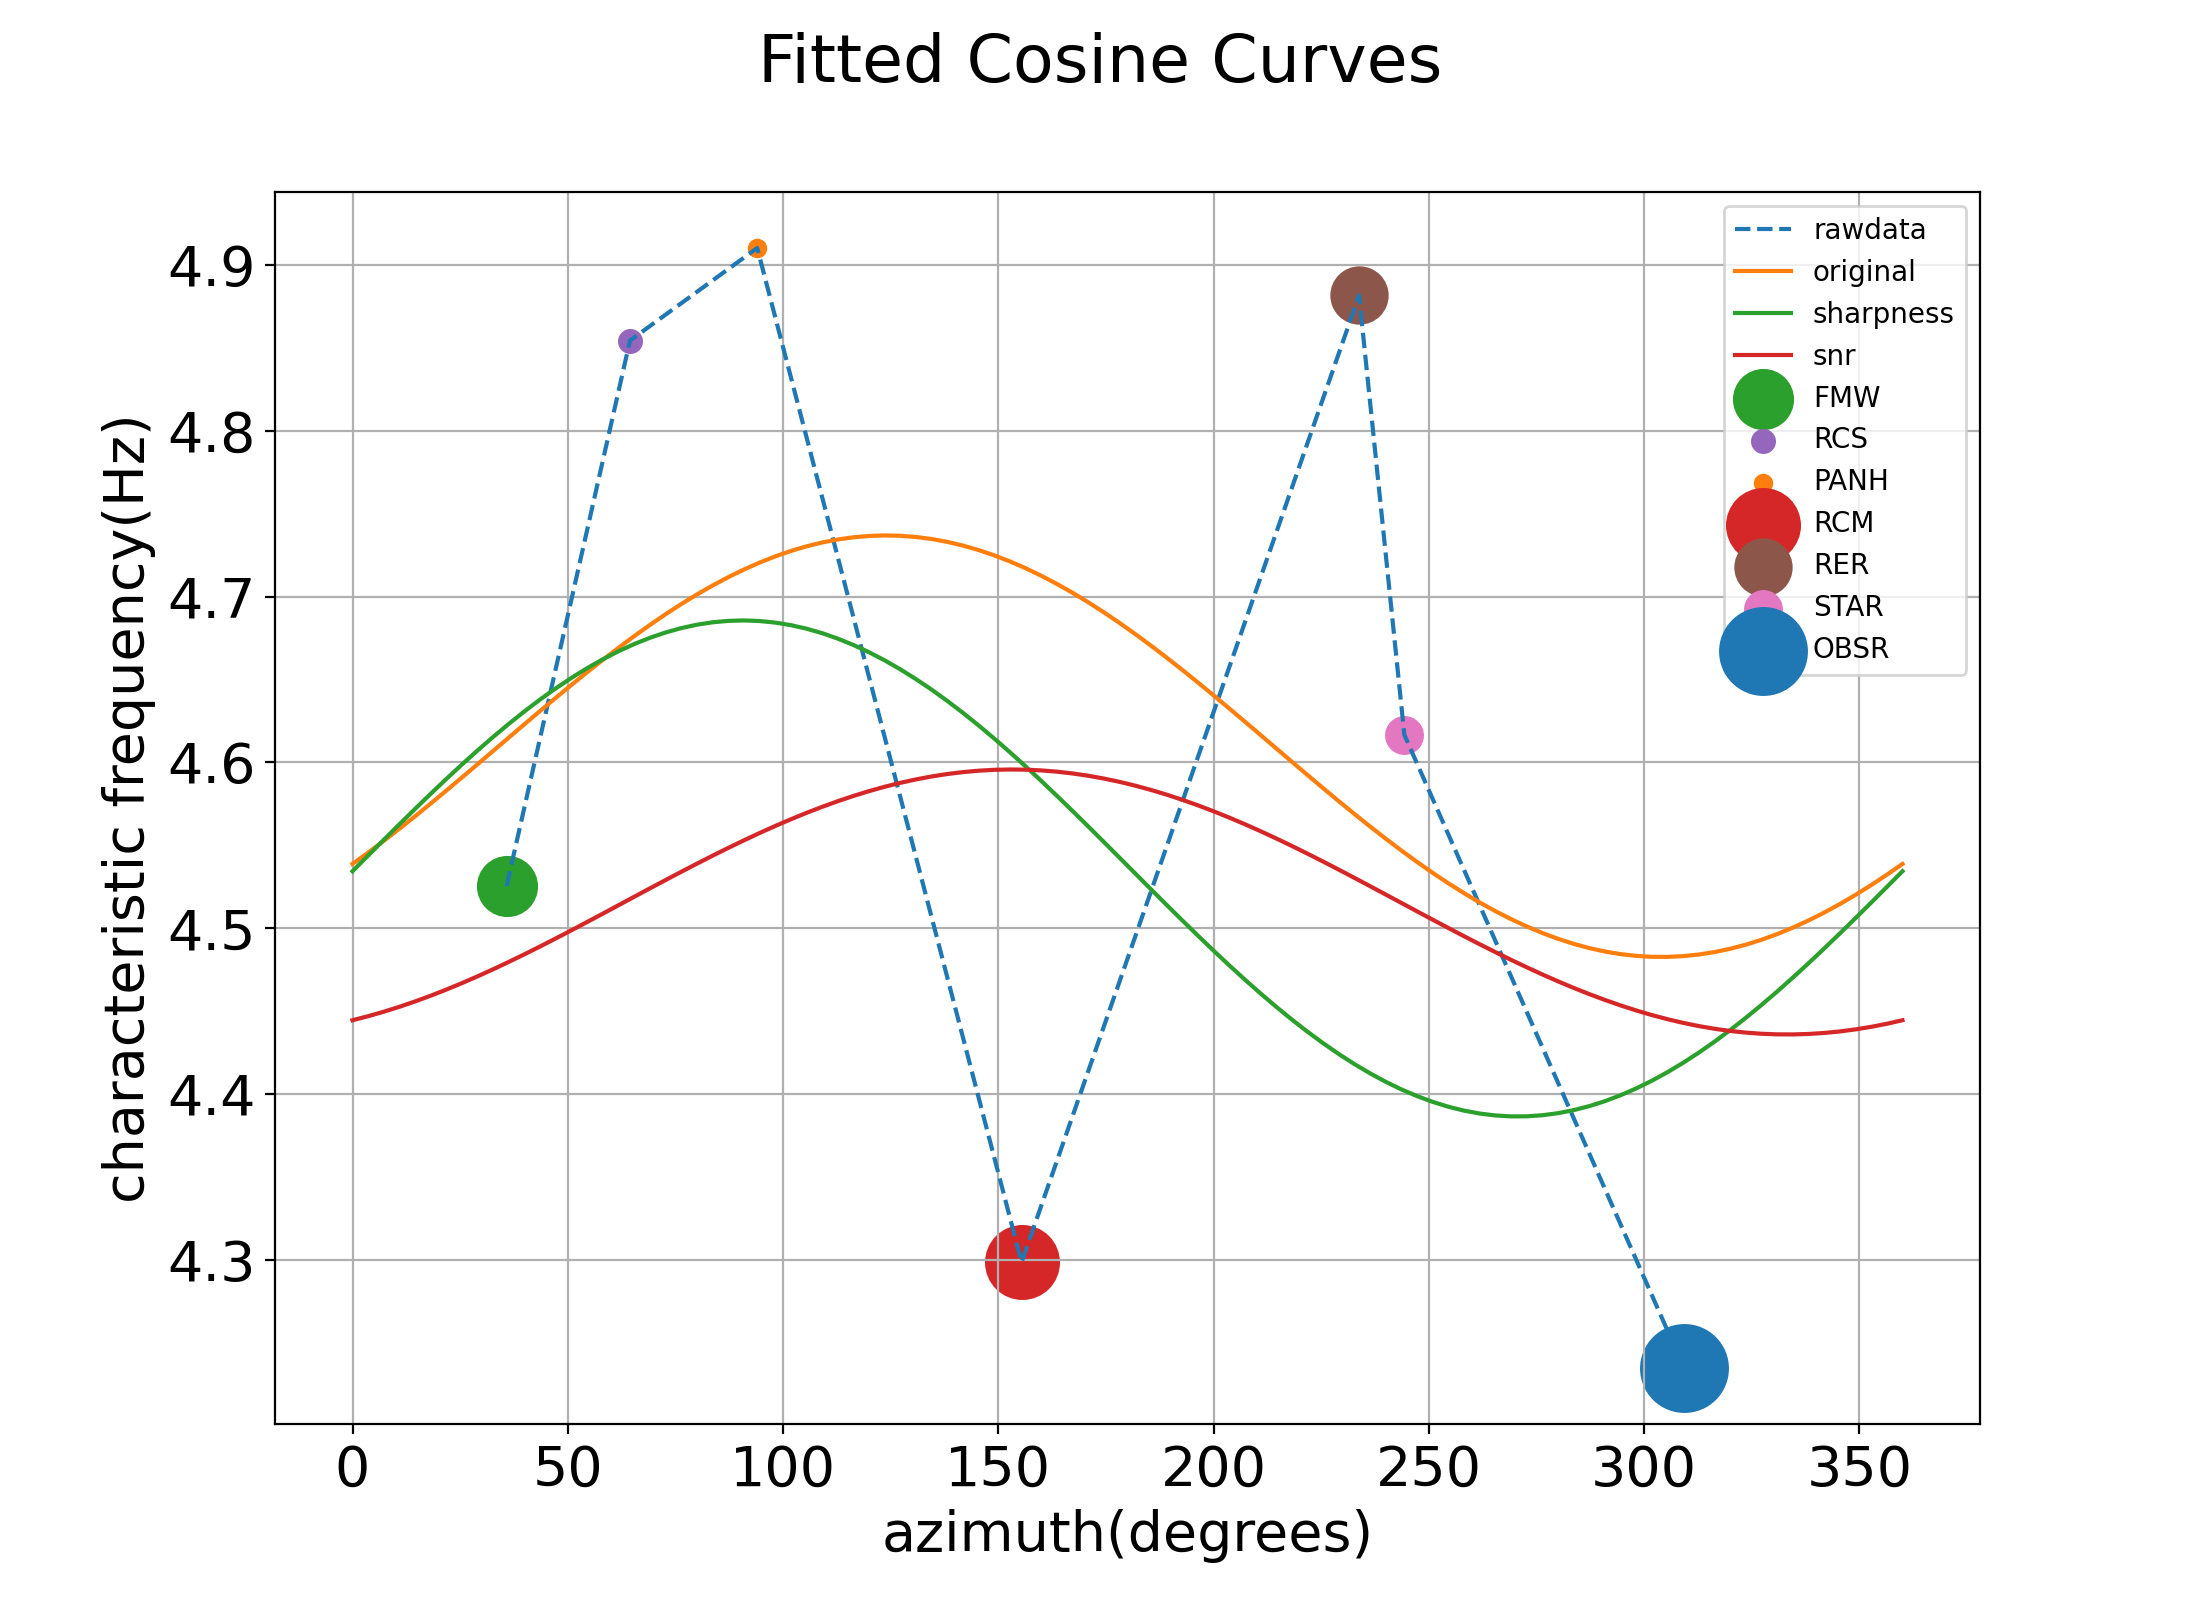 Fitted Cosine Curves
rawdata
original
sharpness
snr
FMW
RCS
PANH
RCM
RER
STAR
OBSR
characteristic frequency(Hz)
4.9
4.8
4.7
4.6
4.5
4.4
4.3
0 50 100 150 200 250 300 350
azimuth(degrees)